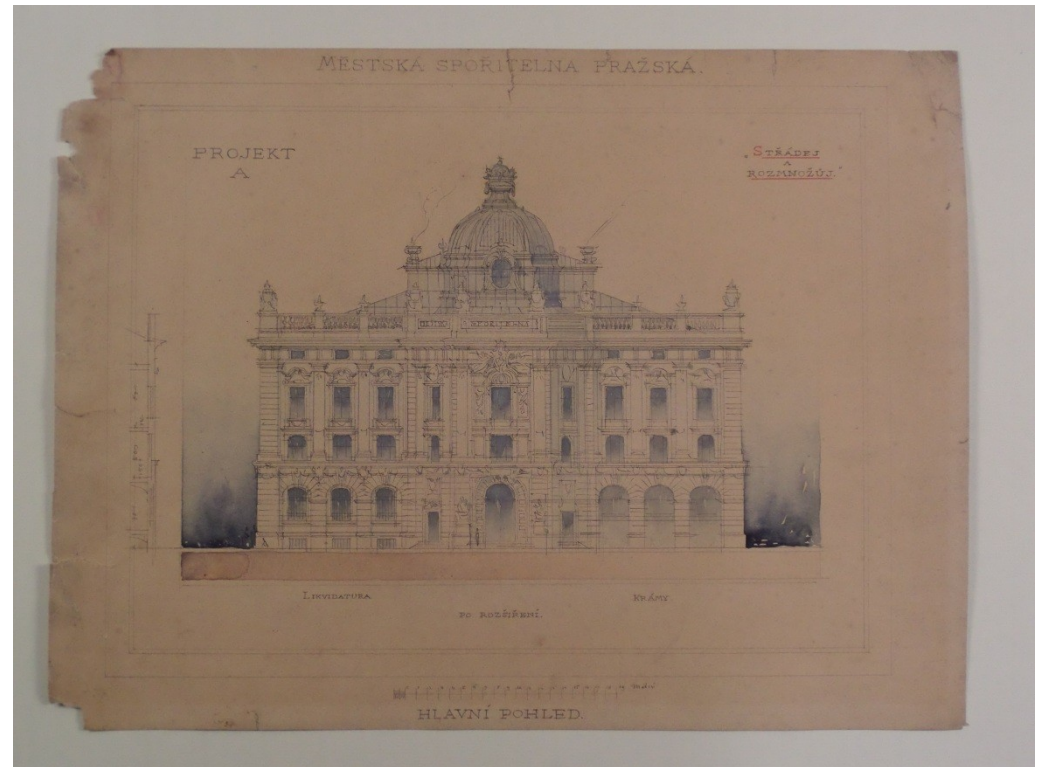 MĚSTSKÁ SPOŘITELNA PRAŽSKÁ.
PROJEKT
A
„STŘÁDEJ
A
ROZMNOŽUJ.“
LIKVIDATURA
KRÁMY.
PO ROZŠÍŘENÍ.
HLAVNÍ POHLED.